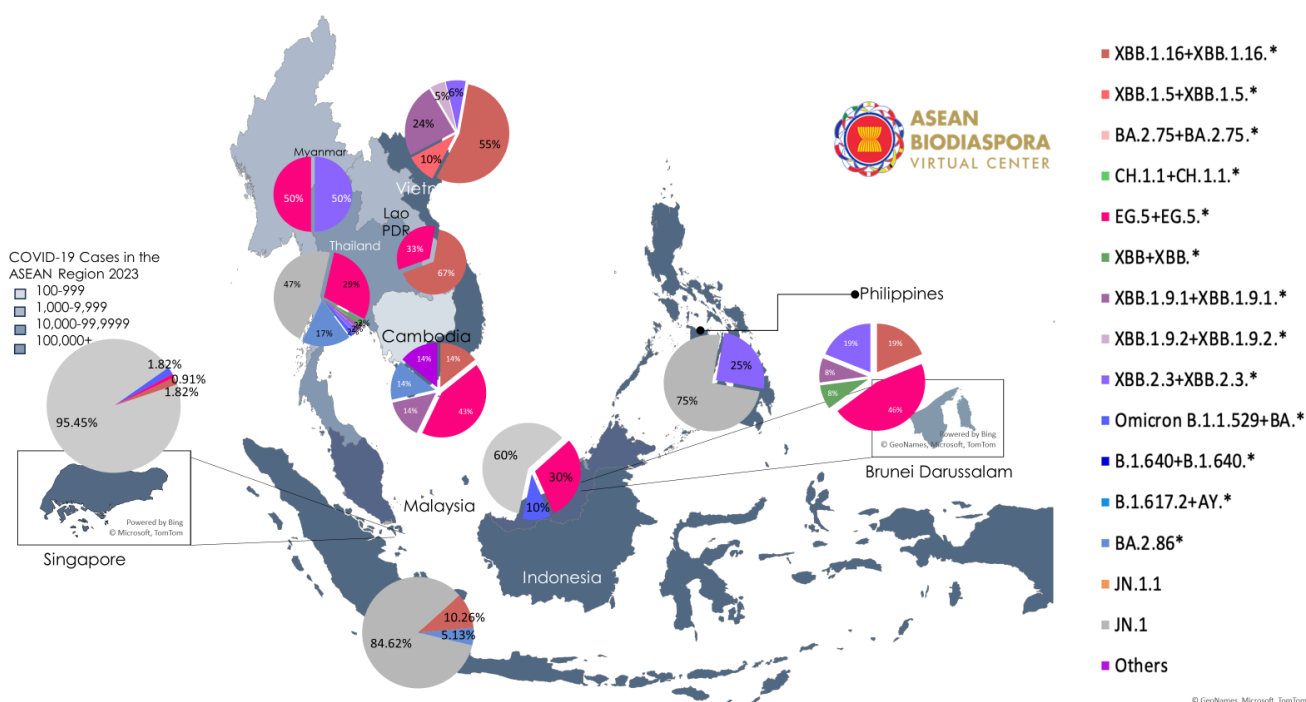 XBB.1.16+XBB.1.16.*
XBB.1.5+XBB.1.5.*
BA.2.75+BA.2.75.*
CH.1.1+CH.1.1.*
EG.5+EG.5.*
XBB+XBB.*
XBB.1.9.1+XBB.1.9.1.*
XBB.1.9.2+XBB.1.9.2.*
XBB.2.3+XBB.2.3.*
Omicron B.1.1.529+BA.*
B.1.640+B.1.640.*
B.1.617.2+AY.*
BA.2.86*
JN.1.1
JN.1
Others
ASEAN
BIODIASPORA
VIRTUAL CENTER
5%
6%
24%
55%
10%
Myanmar
50%
50%
Lao
PDR
33%
67%
Thailand
47%
29%
17%
COVID-19 Cases in the
ASEAN Region 2023
100-999
1,000-9,999
10,000-99,9999
100,000+
Cambodia
14%
14%
14%
14%
43%
Philippines
25%
75%
19%
19%
8%
8%
46%
Powered by Bing
© GeoNames, Microsoft, TomTom
Brunei Darussalam
1.82%
0.91%
1.82%
95.45%
Powered by Bing
© Microsoft, TomTom
Singapore
60%
30%
10%
Malaysia
Indonesia
10.26%
5.13%
84.62%
© GeoNames, Microsoft, TomTom